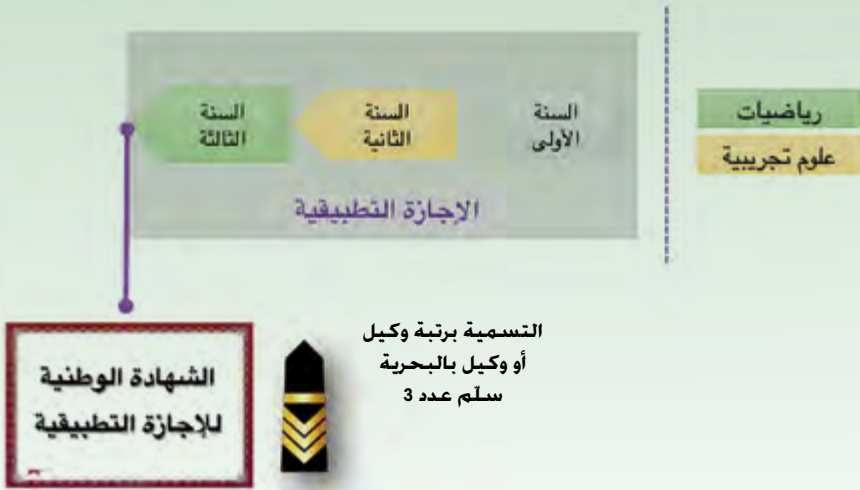 رياضيات
علوم تجريبية
السنة
الأولى
السنة
الثانية
السنة
الثالثة
الإجازة التطبيقية
التسمية برتبة وكيل
أو وكيل بالبحرية
سلّم عدد 3
الشهادة الوطنية
للإجازة التطبيقية